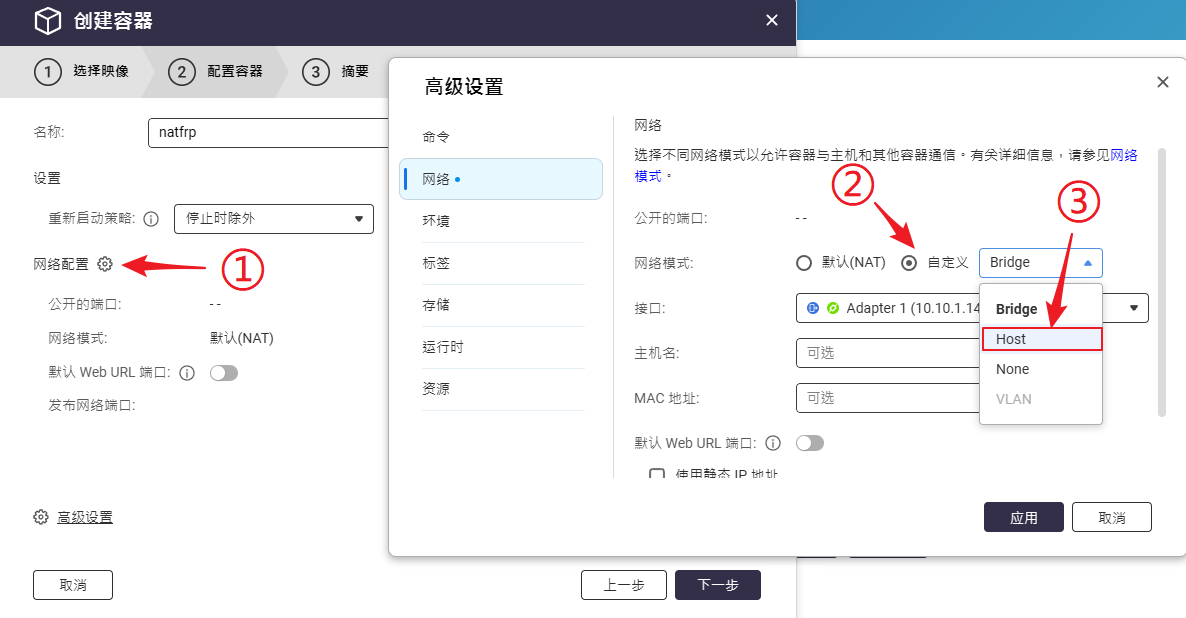 创建容器
1 选择映像
2 配置容器
3 摘要
名称:
natfrp
设置
重新启动策略:
停止时除外
网络配置
①
公开的端口:
--
网络模式:
默认(NAT)
默认 Web URL 端口:
发布网络端口:
高级设置
取消
上一步
下一步
高级设置
命令
网络
环境
标签
存储
运行时
资源
网络
选择不同网络模式以允许容器与主机和其他容器通信。有关详细信息，请参见网络
模式。
②
③
公开的端口:
--
网络模式:
默认(NAT)
自定义
Bridge
Bridge
Host
None
VLAN
接口:
Adapter 1 (10.10.1.14
主机名:
可选
MAC 地址:
可选
默认 Web URL 端口:
使用静态 IP 地址
应用
取消